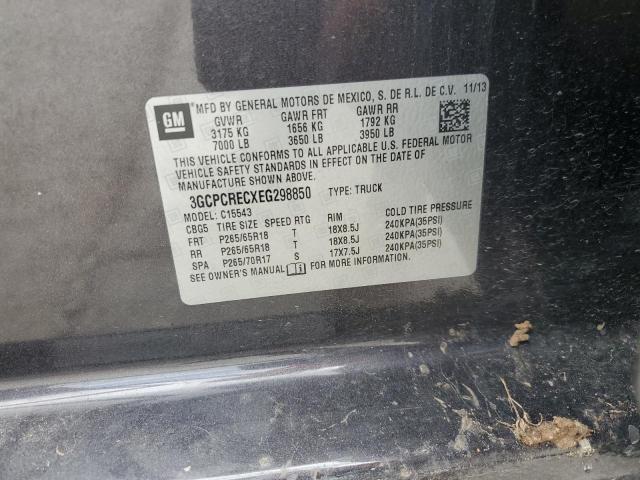 GM MFD BY GENERAL MOTORS DE MEXICO, S. DE R.L. DE C.V. 11/13
GVWR GAWR FRT GAWR RR
3175 KG 1656 KG 1792 KG
7000 LB 3650 LB 3950 LB
THIS VEHICLE CONFORMS TO ALL APPLICABLE U.S. FEDERAL MOTOR
VEHICLE SAFETY STANDARDS IN EFFECT ON THE DATE OF
MANUFACTURE SHOWN ABOVE.
3GCPCRECXEG298850 TYPE: TRUCK
MODEL: C15543
CBG5 TIRE SIZE SPEED RTG RIM COLD TIRE PRESSURE
FRT P265/65R18 T 18X8.5J 240KPA(35PSI)
RR P265/65R18 T 18X8.5J 240KPA(35PSI)
SPA P265/70R17 S 17X7.5J 240KPA(35PSI)
SEE OWNER'S MANUAL FOR MORE INFORMATION.